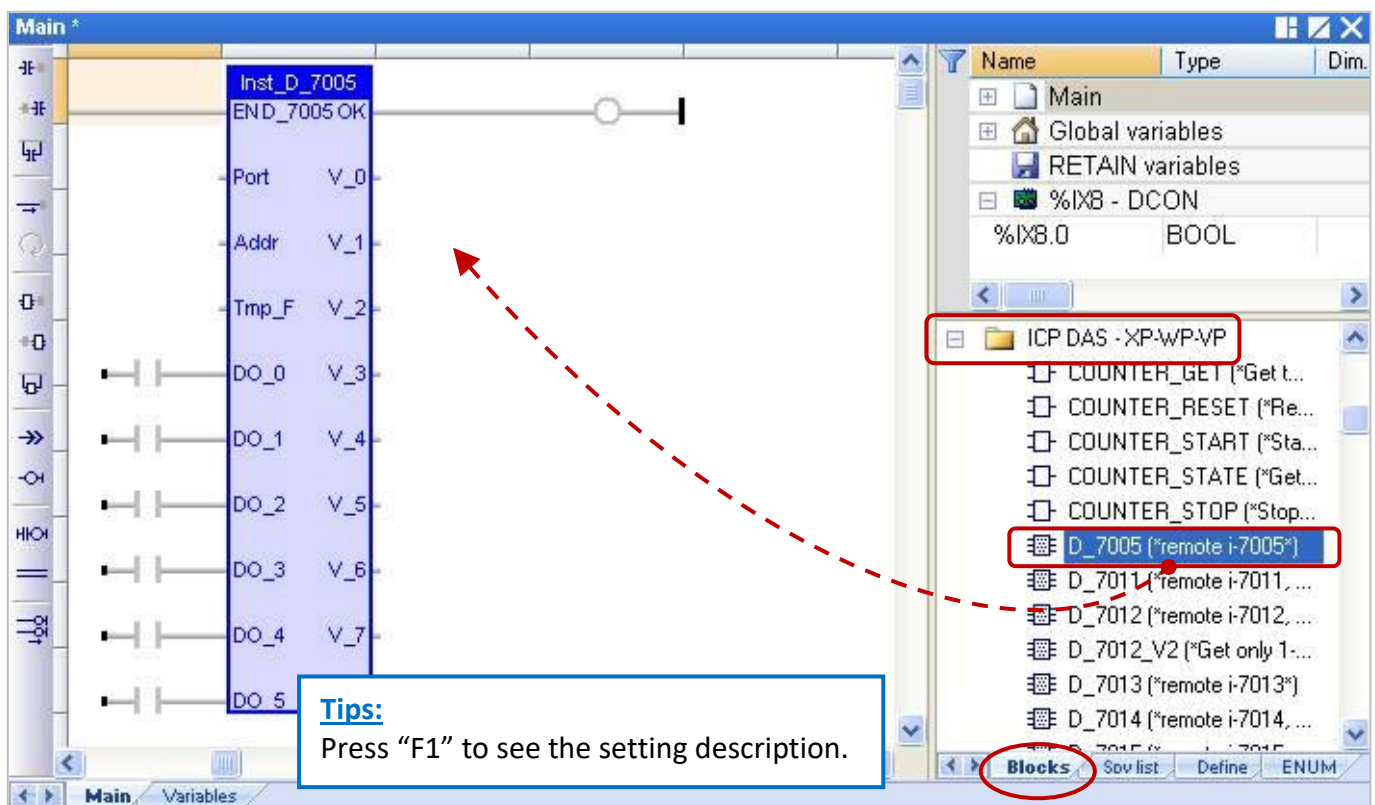 Main *
Inst_D_7005
EN D_7005 OK
Port V_0
Addr V_1
Tmp_F V_2
DO_0 V_3
DO_1 V_4
DO_2 V_5
DO_3 V_6
DO_4 V_7
DO_5
Tips:
Press “F1” to see the setting description.
Main Variables
Name Type Dim.
Main
Global variables
RETAIN variables
%IX8 - DCON
%IX8.0 BOOL
ICP DAS - XP-WP-VP
COUNTER_GET (*Get t...
COUNTER_RESET (*Re...
COUNTER_START (*Sta...
COUNTER_STATE (*Get...
COUNTER_STOP (*Stop...
D_7005 (*remote i-7005*)
D_7011 (*remote i-7011, ...
D_7012 (*remote i-7012, ...
D_7012_V2 (*Get only 1-...
D_7013 (*remote i-7013*)
D_7014 (*remote i-7014, ...
Blocks Spy list Define ENUM